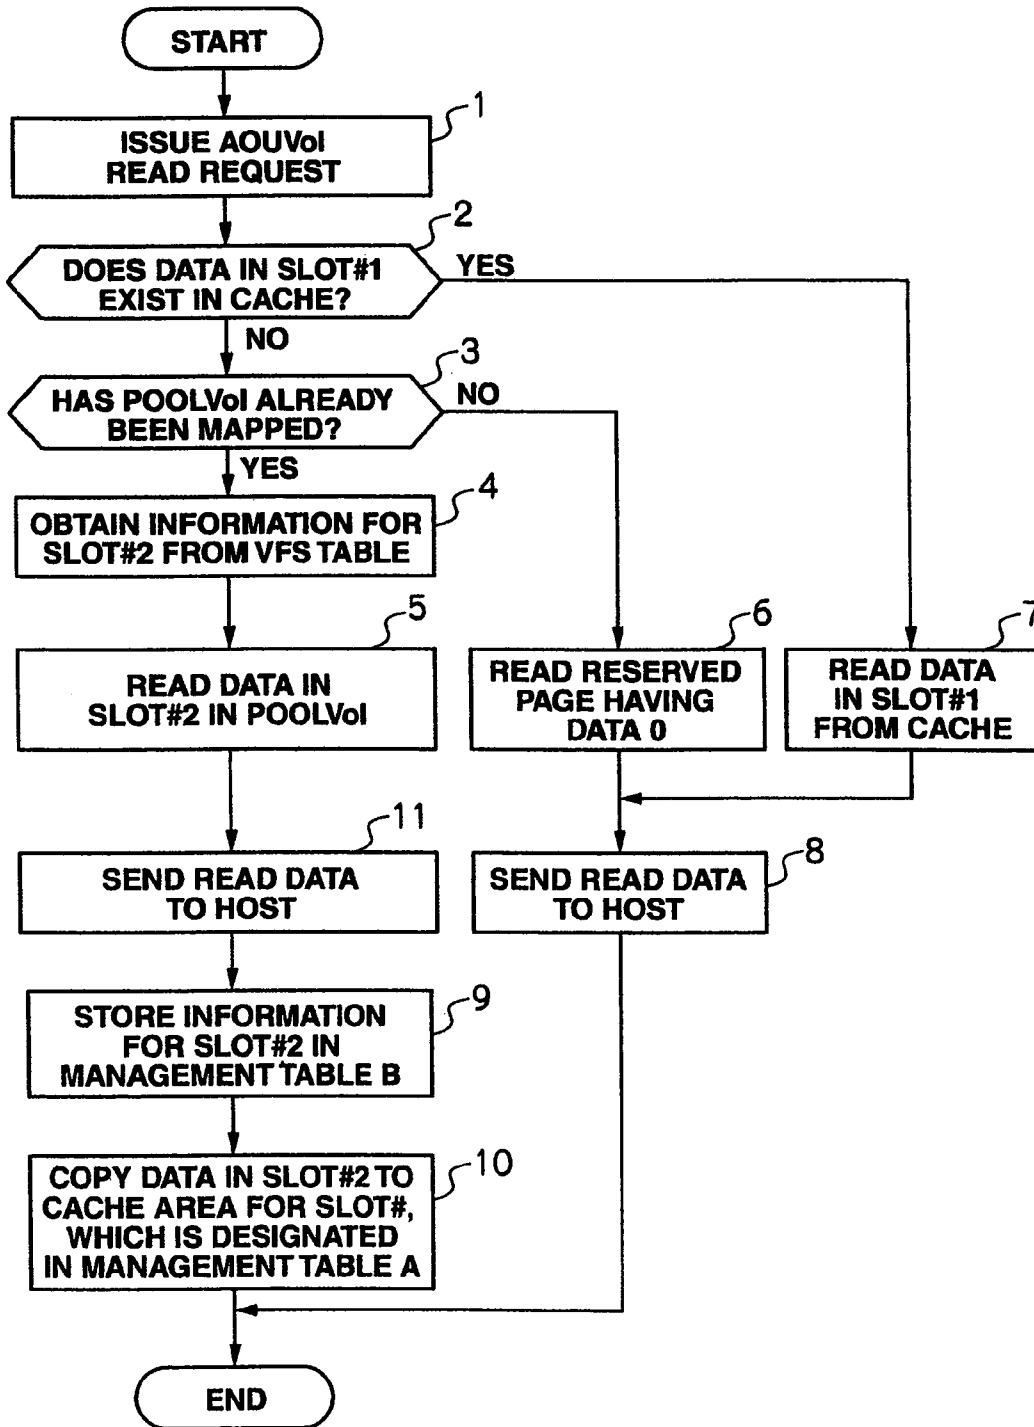 START
1
ISSUE AOUVol
READ REQUEST
2
DOES DATA IN SLOT#1
EXIST IN CACHE?
YES
NO
3
HAS POOLVol ALREADY
BEEN MAPPED?
NO
YES
4
OBTAIN INFORMATION FOR
SLOT#2 FROM VFS TABLE
5
READ DATA IN
SLOT#2 IN POOLVol
6
READ RESERVED
PAGE HAVING
DATA 0
7
READ DATA
IN SLOT#1
FROM CACHE
11
SEND READ DATA
TO HOST
8
SEND READ DATA
TO HOST
9
STORE INFORMATION
FOR SLOT#2 IN
MANAGEMENT TABLE B
10
COPY DATA IN SLOT#2 TO
CACHE AREA FOR SLOT#,
WHICH IS DESIGNATED
IN MANAGEMENT TABLE A
END